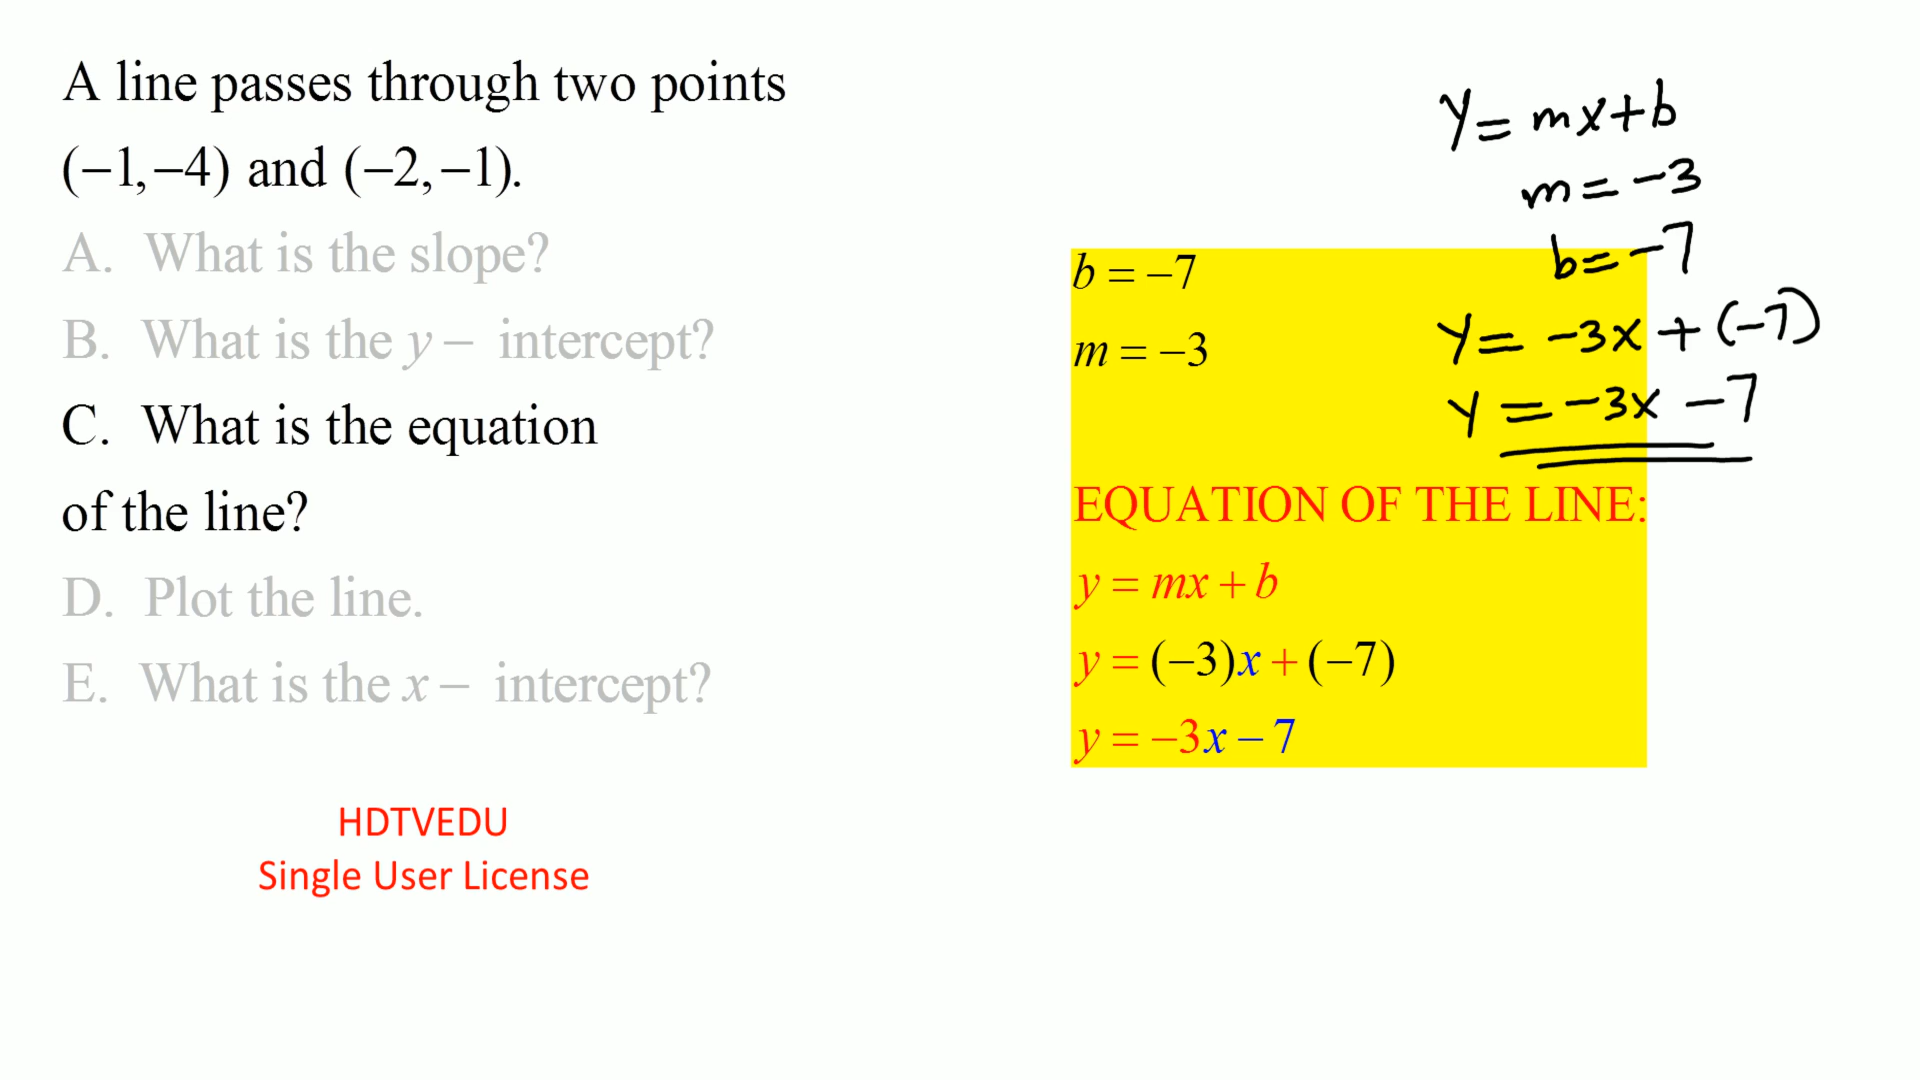 A line passes through two points
(−1,−4) and (−2,−1).
A. What is the slope?
B. What is the y− intercept?
C. What is the equation
of the line?
D. Plot the line.
E. What is the x− intercept?
HDTVEDU
Single User License
y = mx+b
m = −3
b = −7
y = −3x + (−7)
y = −3x − 7
b = −7
m = −3
EQUATION OF THE LINE:
y = mx + b
y = (−3)x + (−7)
y = −3x − 7